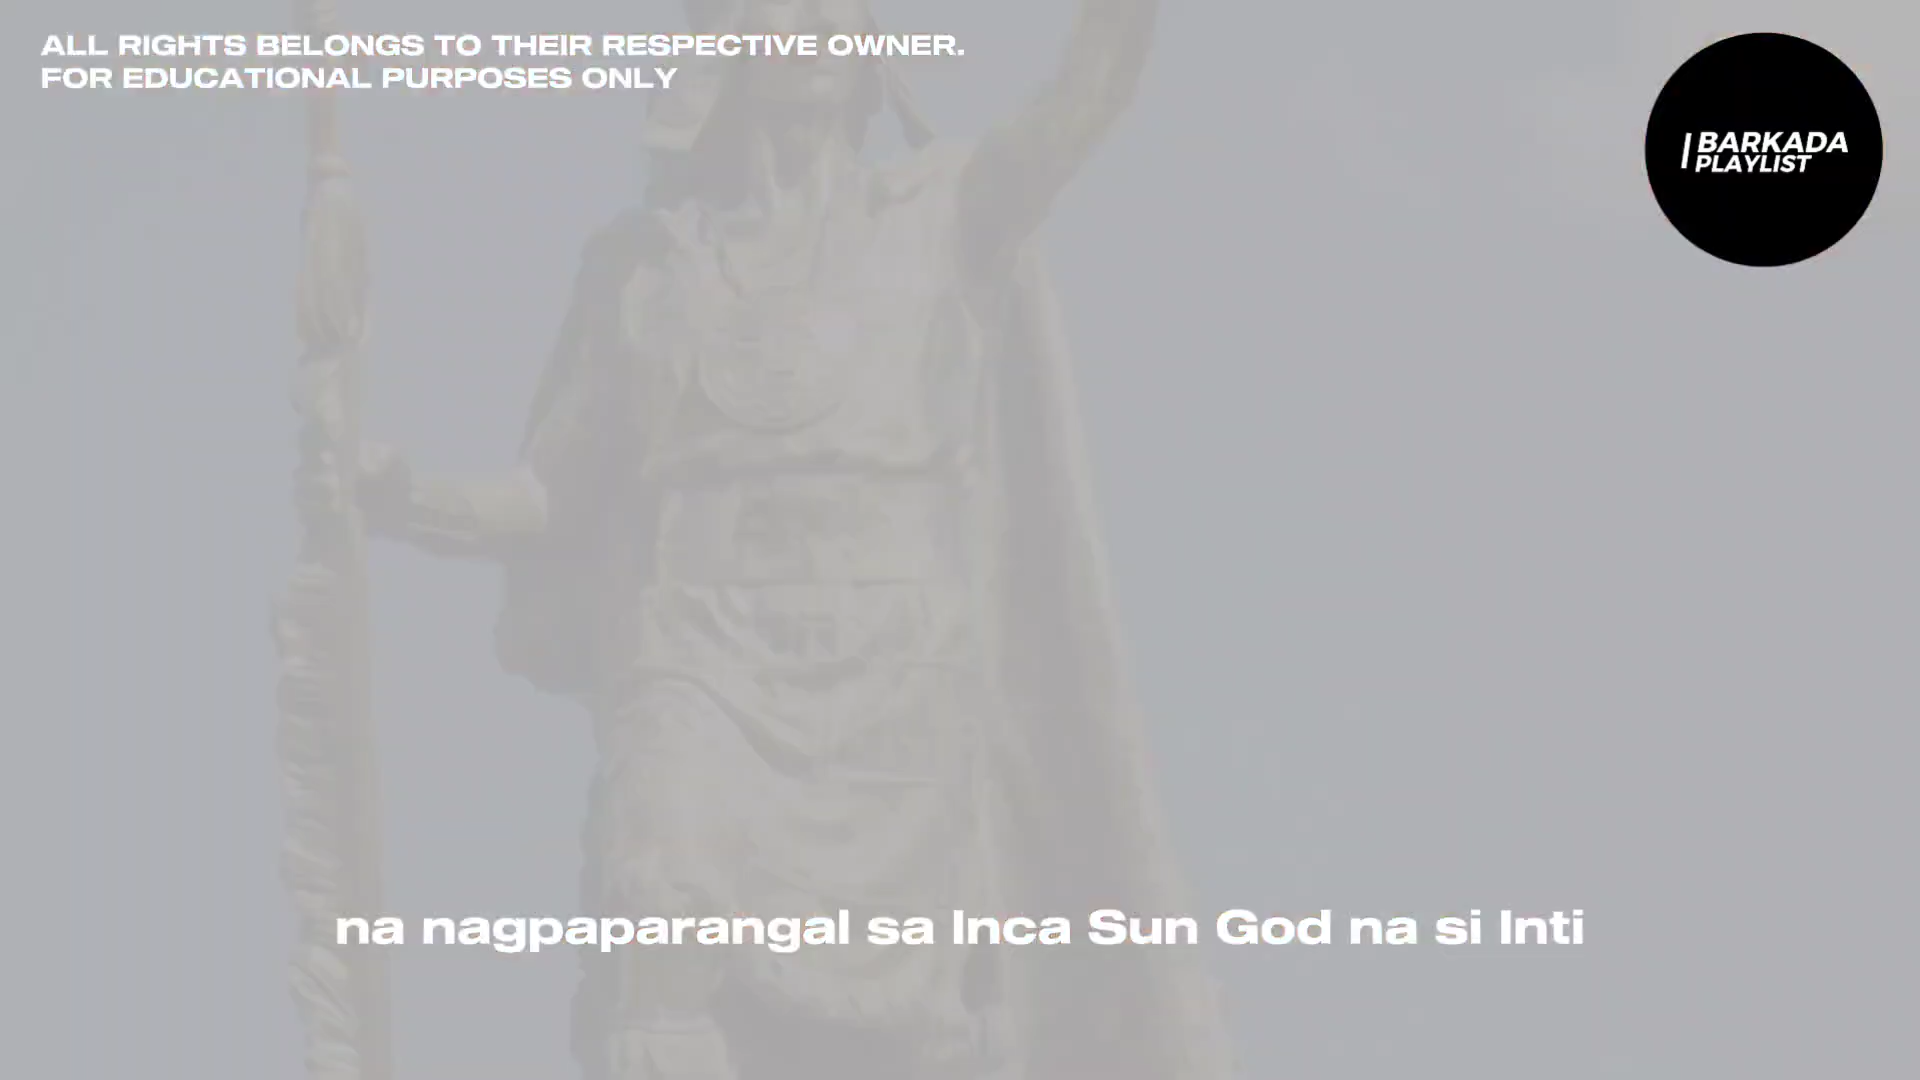 ALL RIGHTS BELONGS TO THEIR RESPECTIVE OWNER.
FOR EDUCATIONAL PURPOSES ONLY
BARKADA
PLAYLIST
na nagpaparangal sa Inca Sun God na si Inti